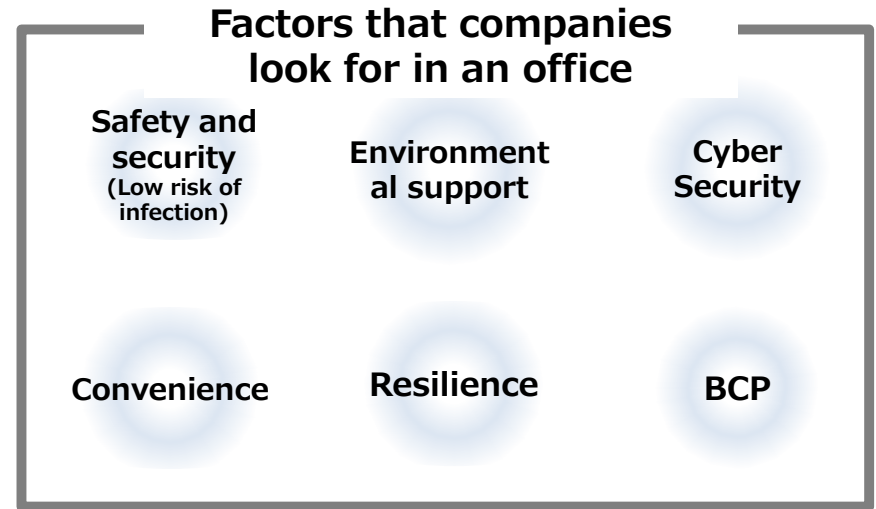 Factors that companies
look for in an office
Safety and
security
(Low risk of
infection)
Environment
al support
Cyber
Security
Convenience
Resilience
BCP